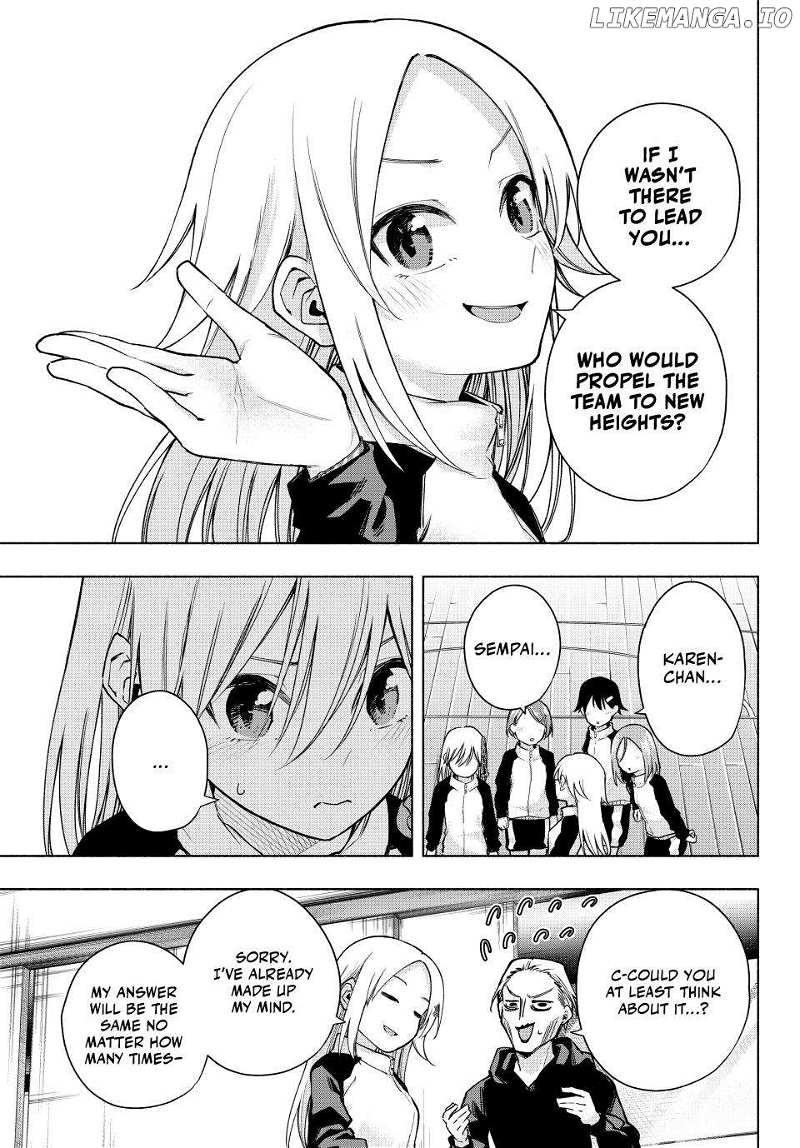 LIKEMANGA.IO
IF I
WASN'T
THERE
TO LEAD
YOU...
WHO WOULD
PROPEL THE
TEAM TO NEW
HEIGHTS?
KAREN-
CHAN...
SEMPAI...
...
C-COULD YOU
AT LEAST THINK
ABOUT IT...?
SORRY.
I'VE ALREADY
MADE UP
MY MIND.
MY ANSWER
WILL BE THE
SAME NO
MATTER HOW
MANY TIMES-